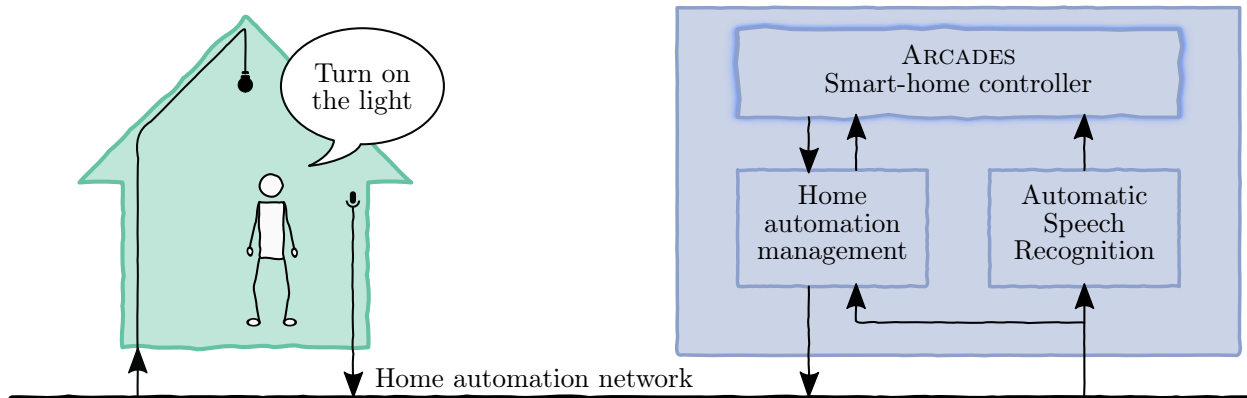 Turn on
the light
ARCADES
Smart-home controller
Home
automation
management
Automatic
Speech
Recognition
Home automation network